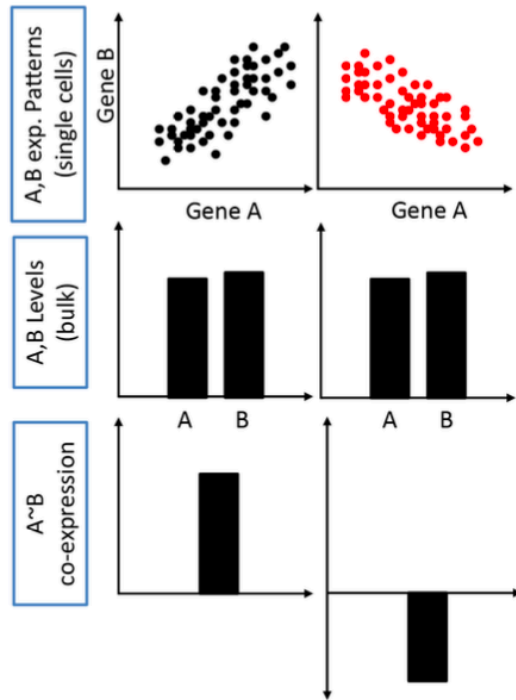 A,B exp. Patterns
(single cells)
Gene B
Gene A
Gene A
A,B Levels
(bulk)
A
B
A
B
A~B
co-expression